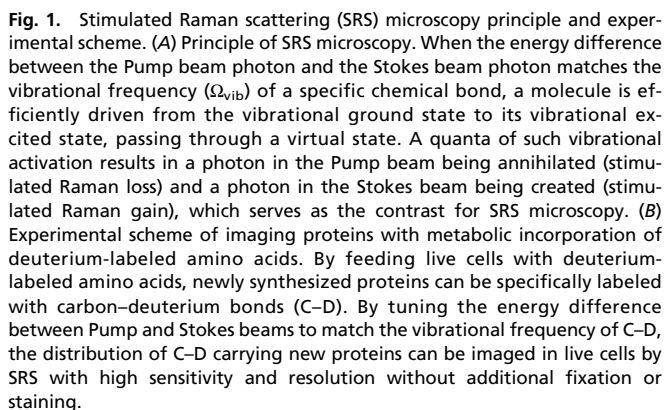 Fig. 1. Stimulated Raman scattering (SRS) microscopy principle and exper-
imental scheme. (A) Principle of SRS microscopy. When the energy difference
between the Pump beam photon and the Stokes beam photon matches the
vibrational frequency (Ωvib) of a specific chemical bond, a molecule is ef-
ficiently driven from the vibrational ground state to its vibrational ex-
cited state, passing through a virtual state. A quanta of such vibrational
activation results in a photon in the Pump beam being annihilated (stimu-
lated Raman loss) and a photon in the Stokes beam being created (stimu-
lated Raman gain), which serves as the contrast for SRS microscopy. (B)
Experimental scheme of imaging proteins with metabolic incorporation of
deuterium-labeled amino acids. By feeding live cells with deuterium-
labeled amino acids, newly synthesized proteins can be specifically labeled
with carbon–deuterium bonds (C–D). By tuning the energy difference
between Pump and Stokes beams to match the vibrational frequency of C–D,
the distribution of C–D carrying new proteins can be imaged in live cells by
SRS with high sensitivity and resolution without additional fixation or
staining.